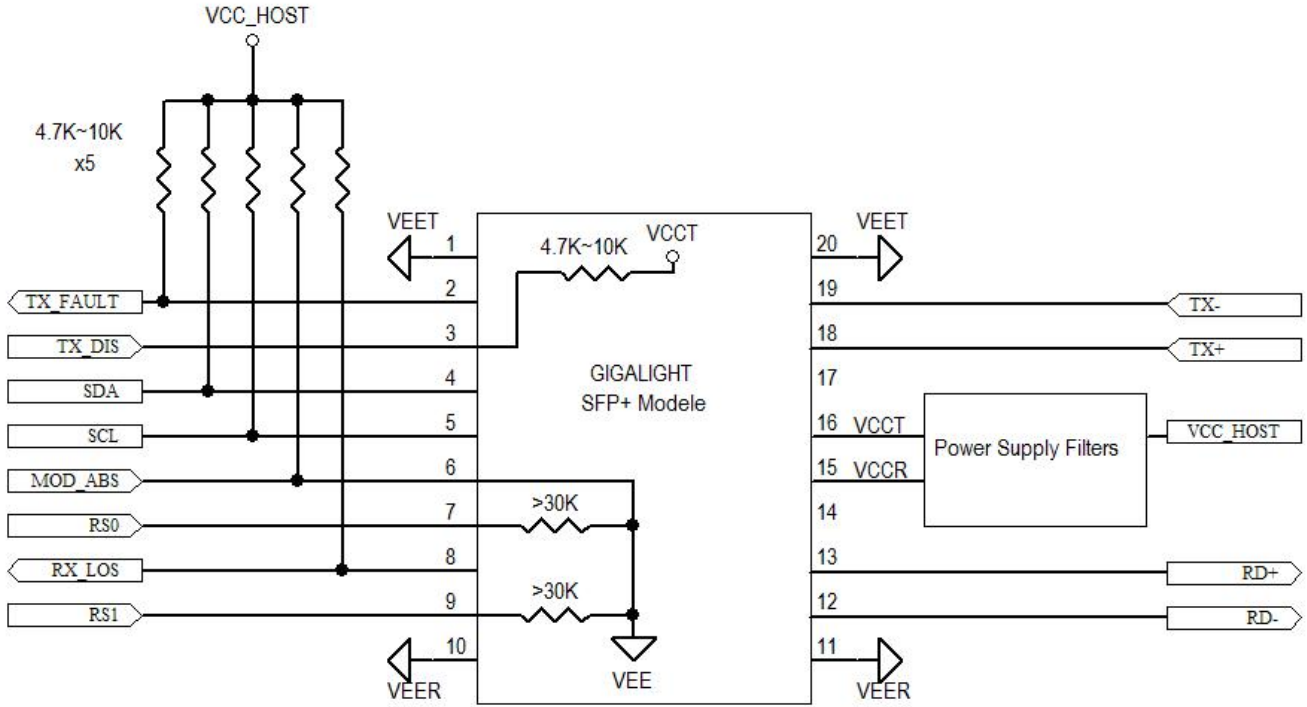 VCC_HOST
4.7K~10K
x5
VEET
1
4.7K~10K
VCCT
20
VEET
TX_FAULT
2
19
TX-
TX_DIS
3
18
TX+
GIGALIGHT
SFP+ Modele
SDA
4
17
SCL
5
16
VCCT
Power Supply Filters
VCC_HOST
MOD_ABS
6
15
VCCR
RS0
7
>30K
14
RX_LOS
8
13
RD+
RS1
9
>30K
12
RD-
10
VEER
VEE
11
VEER